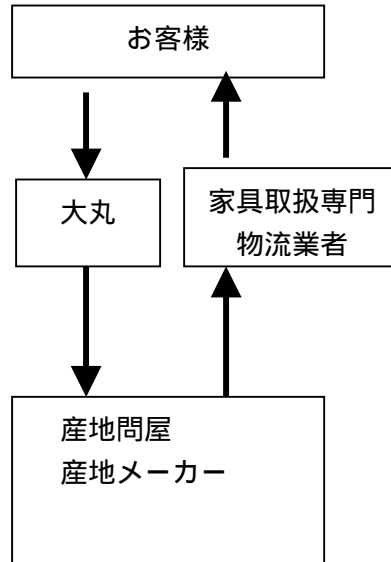 お客様
大丸
家具取扱専門
物流業者
産地問屋
産地メーカー